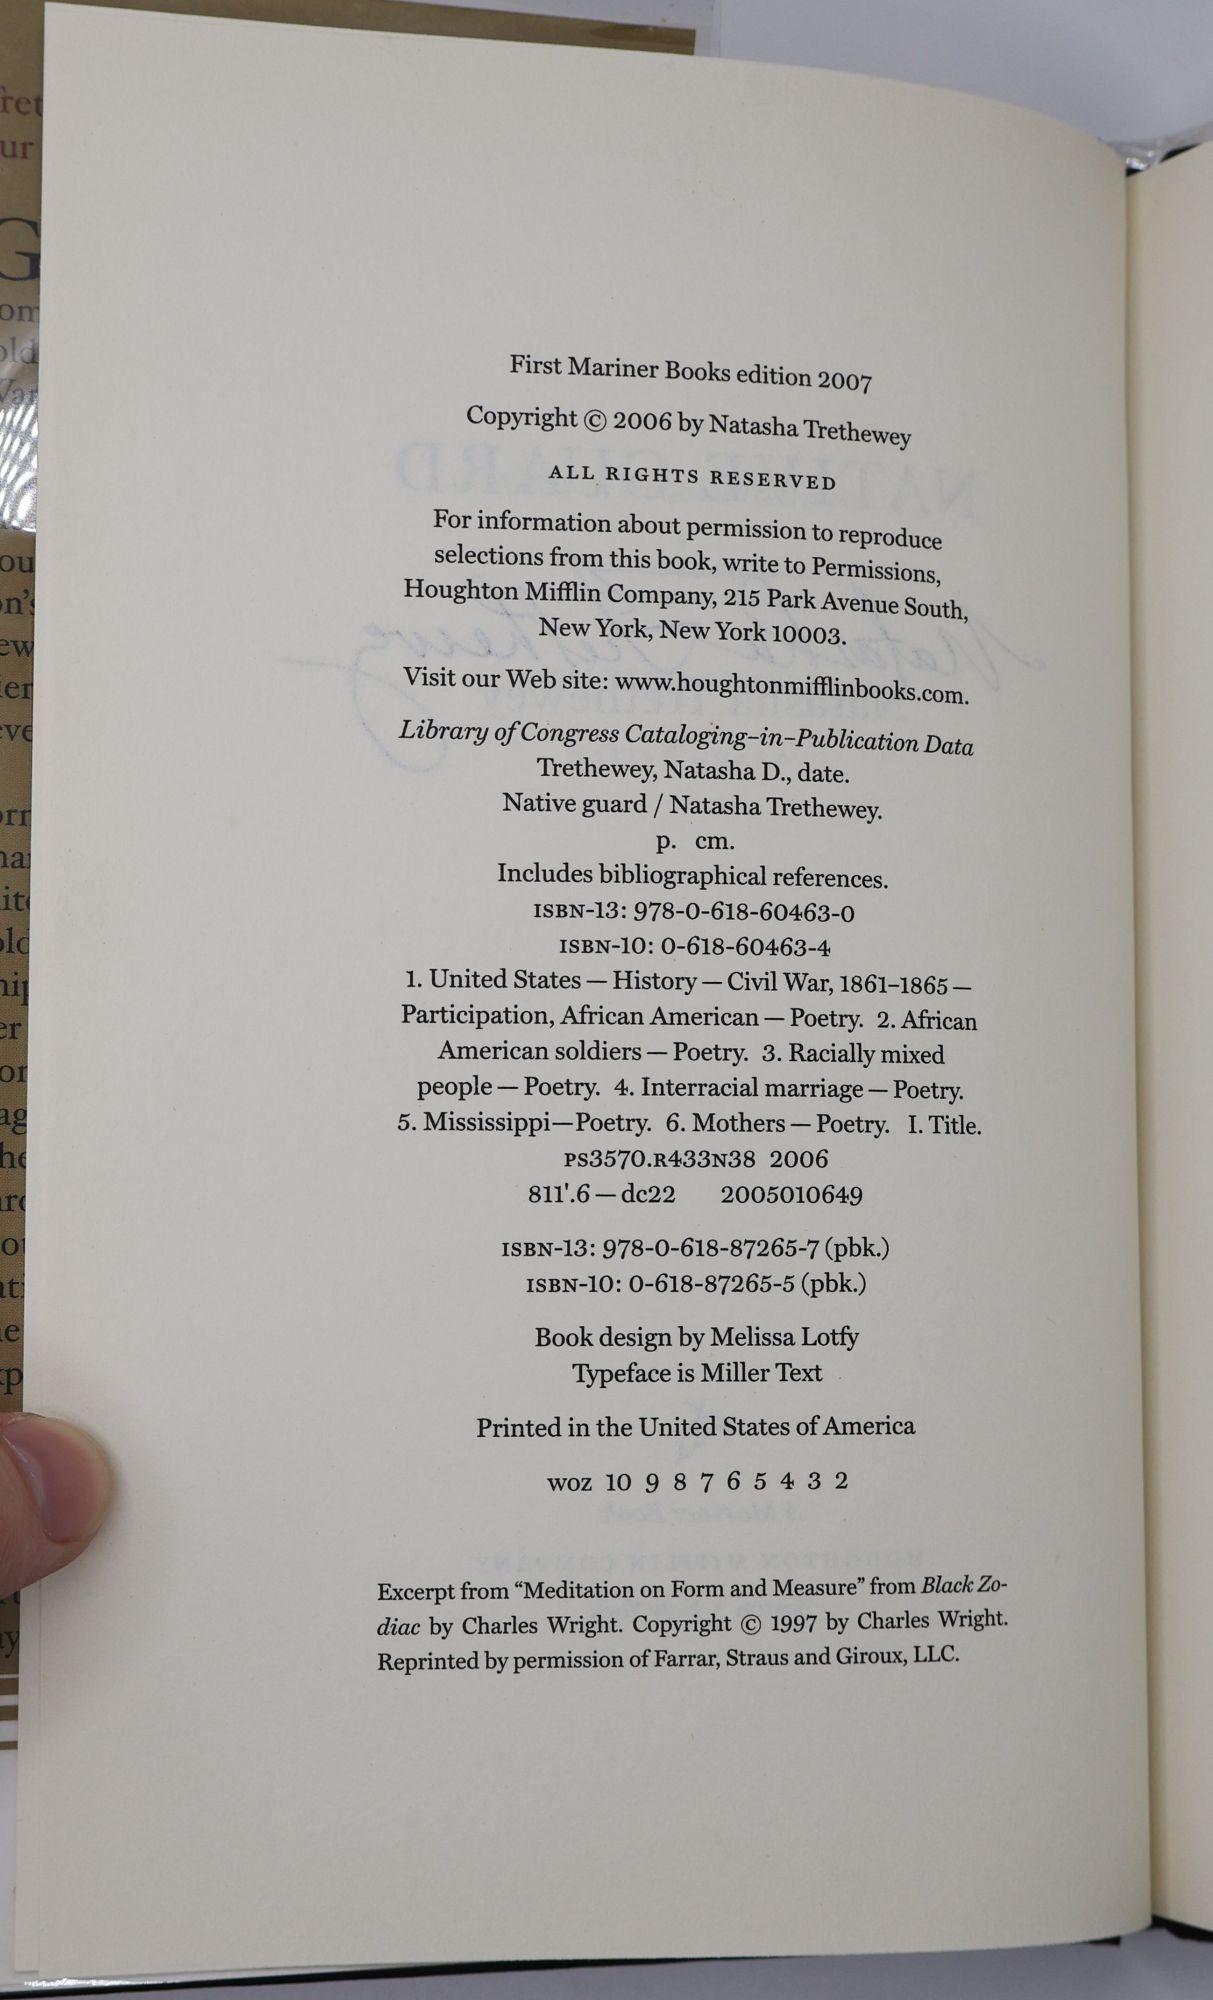 First Mariner Books edition 2007
Copyright © 2006 by Natasha Trethewey
ALL RIGHTS RESERVED
For information about permission to reproduce
selections from this book, write to Permissions,
Houghton Mifflin Company, 215 Park Avenue South,
New York, New York 10003.
Visit our Web site: www.houghtonmifflinbooks.com.
Library of Congress Cataloging-in-Publication Data
Trethewey, Natasha D., date.
Native guard / Natasha Trethewey.
p. cm.
Includes bibliographical references.
ISBN-13: 978-0-618-60463-0
ISBN-10: 0-618-60463-4
1. United States — History — Civil War, 1861–1865 —
Participation, African American — Poetry. 2. African
American soldiers — Poetry. 3. Racially mixed
people — Poetry. 4. Interracial marriage — Poetry.
5. Mississippi—Poetry. 6. Mothers — Poetry. I. Title.
PS3570.R433N38 2006
811'.6 — dc22 2005010649
ISBN-13: 978-0-618-87265-7 (pbk.)
ISBN-10: 0-618-87265-5 (pbk.)
Book design by Melissa Lotfy
Typeface is Miller Text
Printed in the United States of America
WOZ 10 9 8 7 6 5 4 3 2
Excerpt from “Meditation on Form and Measure” from Black Zo-
diac by Charles Wright. Copyright © 1997 by Charles Wright.
Reprinted by permission of Farrar, Straus and Giroux, LLC.